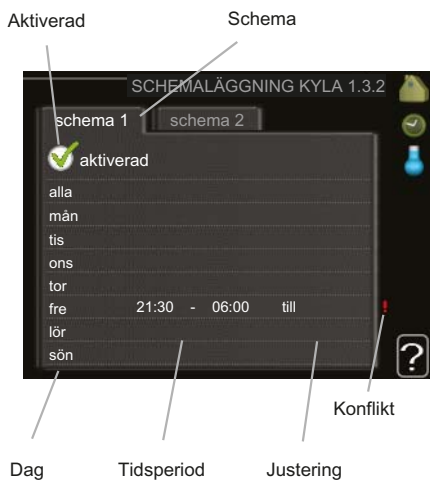 Aktiverad Schema
SCHEMALÄGGNING KYLA 1.3.2
schema 1 schema 2
aktiverad
alla
mån
tis
ons
tor
fre 21:30 - 06:00 till !
lör
sön
?
Konflikt
Dag Tidsperiod Justering